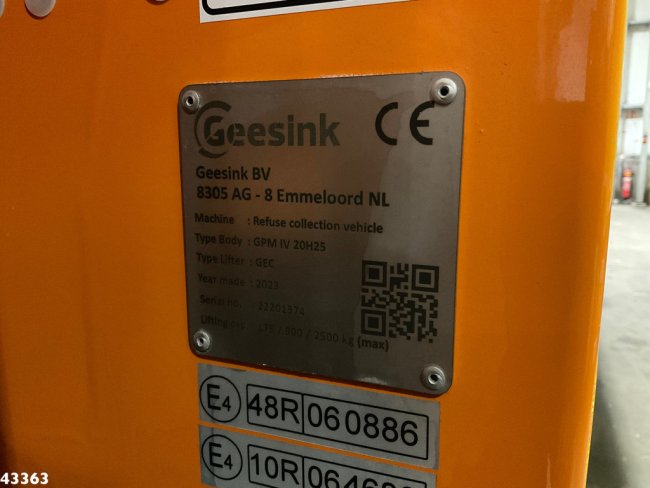 Geesink CE
Geesink BV
8305 AG - 8 Emmeloord NL
Machine : Refuse collection vehicle
Type Body : GPM IV 20H25
Type Lifter : GEC
Year made : 2023
Serial no. : 22201374
Lifting cap. : LTE / 900 / 2500 kg (max)
E4 48R 060886
E4 10R
43363